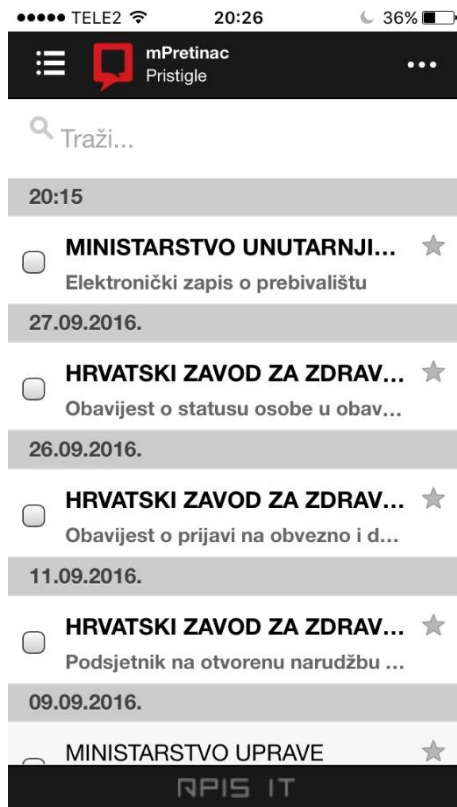 TELE2 20:26 36%
mPretinac
Pristigle
Traži...
20:15
MINISTARSTVO UNUTARNJI...
Elektronički zapis o prebivalištu
27.09.2016.
HRVATSKI ZAVOD ZA ZDRAV...
Obavijest o statusu osobe u obav...
26.09.2016.
HRVATSKI ZAVOD ZA ZDRAV...
Obavijest o prijavi na obvezno i d...
11.09.2016.
HRVATSKI ZAVOD ZA ZDRAV...
Podsjetnik na otvorenu narudžbu ...
09.09.2016.
MINISTARSTVO UPRAVE
APIS IT